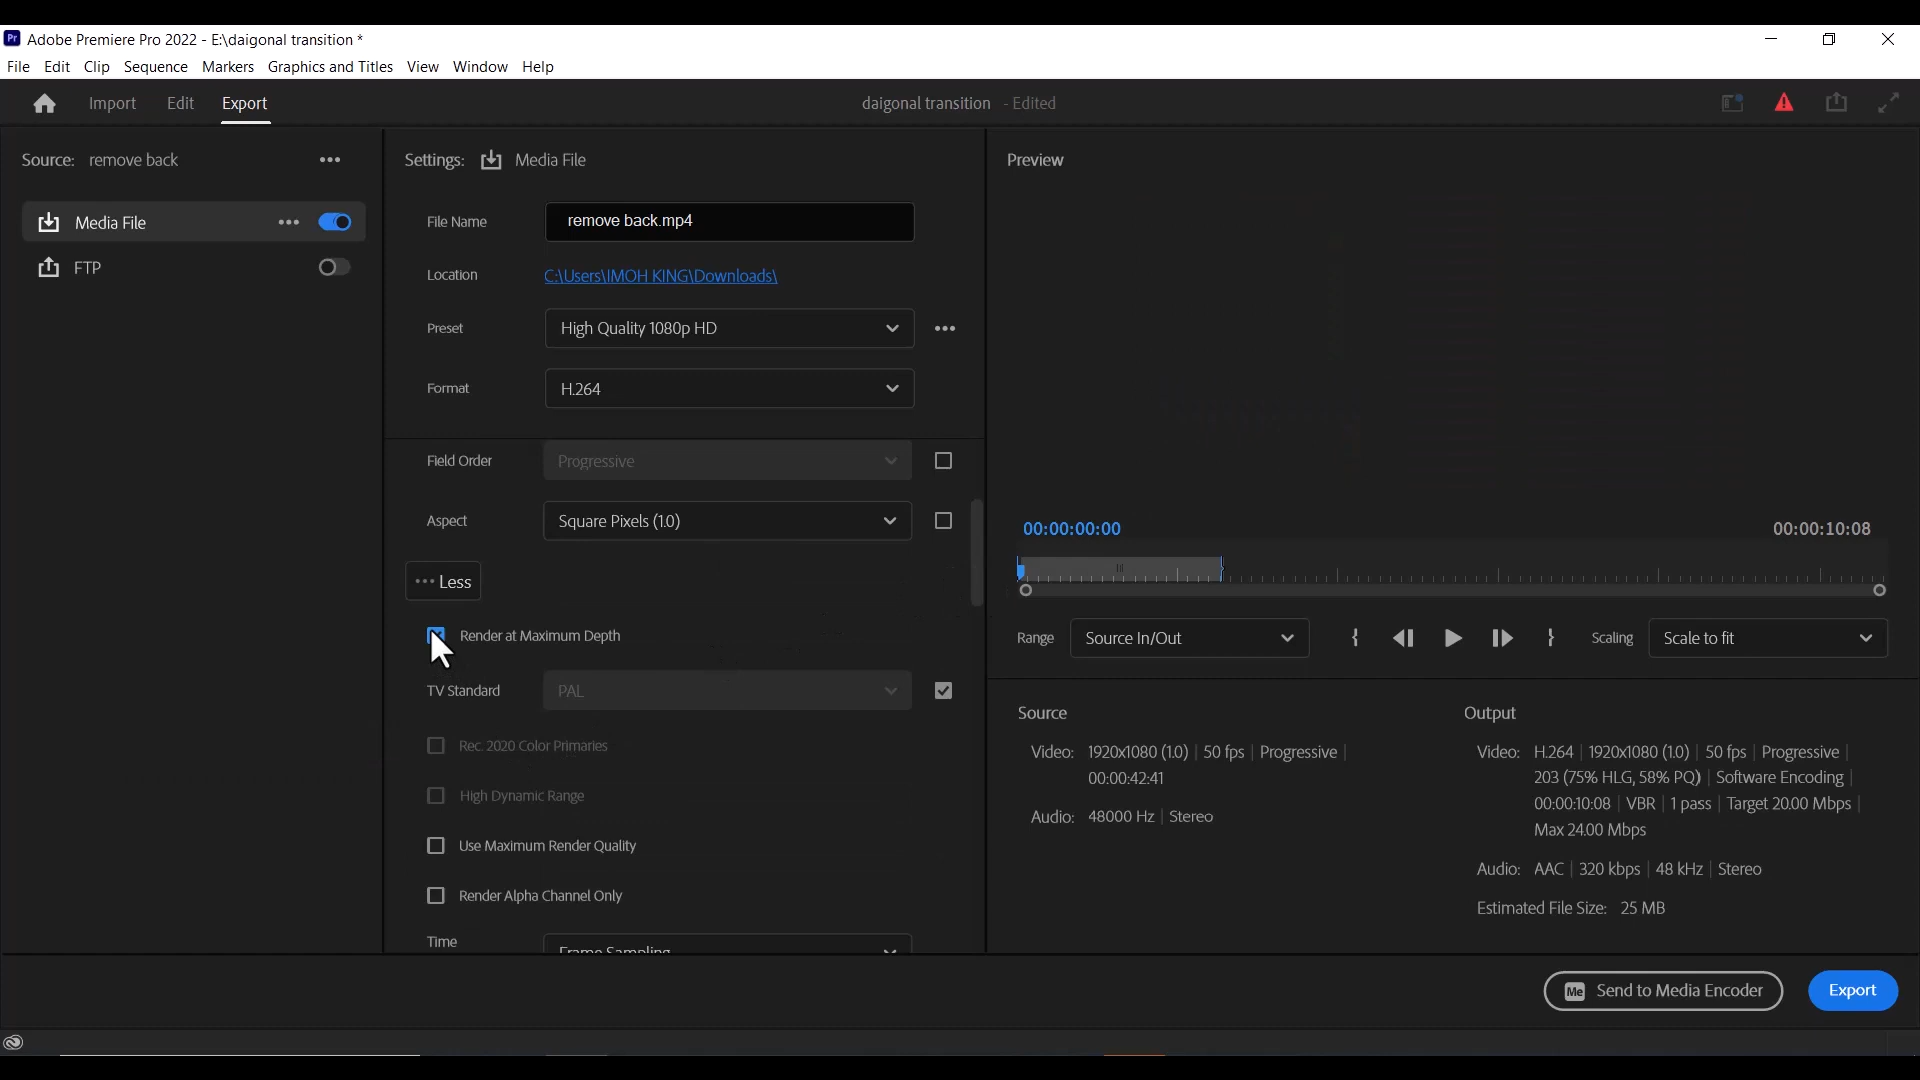 Pr Adobe Premiere Pro 2022 - E:\daigonal transition *
File Edit Clip Sequence Markers Graphics and Titles View Window Help
Import Edit Export
daigonal transition - Edited
Source: remove back
Media File
FTP
Settings: Media File
File Name remove back.mp4
Location C:\Users\IMOH KING\Downloads\
Preset High Quality 1080p HD
Format H.264
Field Order Progressive
Aspect Square Pixels (1.0)
Less
Render at Maximum Depth
TV Standard PAL
Rec. 2020 Color Primaries
High Dynamic Range
Use Maximum Render Quality
Render Alpha Channel Only
Time Frame Sampling
Preview
00:00:00:00 00:00:10:08
Range Source In/Out Scaling Scale to fit
Source
Video: 1920x1080 (1.0) | 50 fps | Progressive |
00:00:42:41
Audio: 48000 Hz | Stereo
Output
Video: H.264 | 1920x1080 (1.0) | 50 fps | Progressive |
203 (75% HLG, 58% PQ) | Software Encoding |
00:00:10:08 | VBR | 1 pass | Target 20.00 Mbps |
Max 24.00 Mbps
Audio: AAC | 320 kbps | 48 kHz | Stereo
Estimated File Size: 25 MB
Me Send to Media Encoder
Export